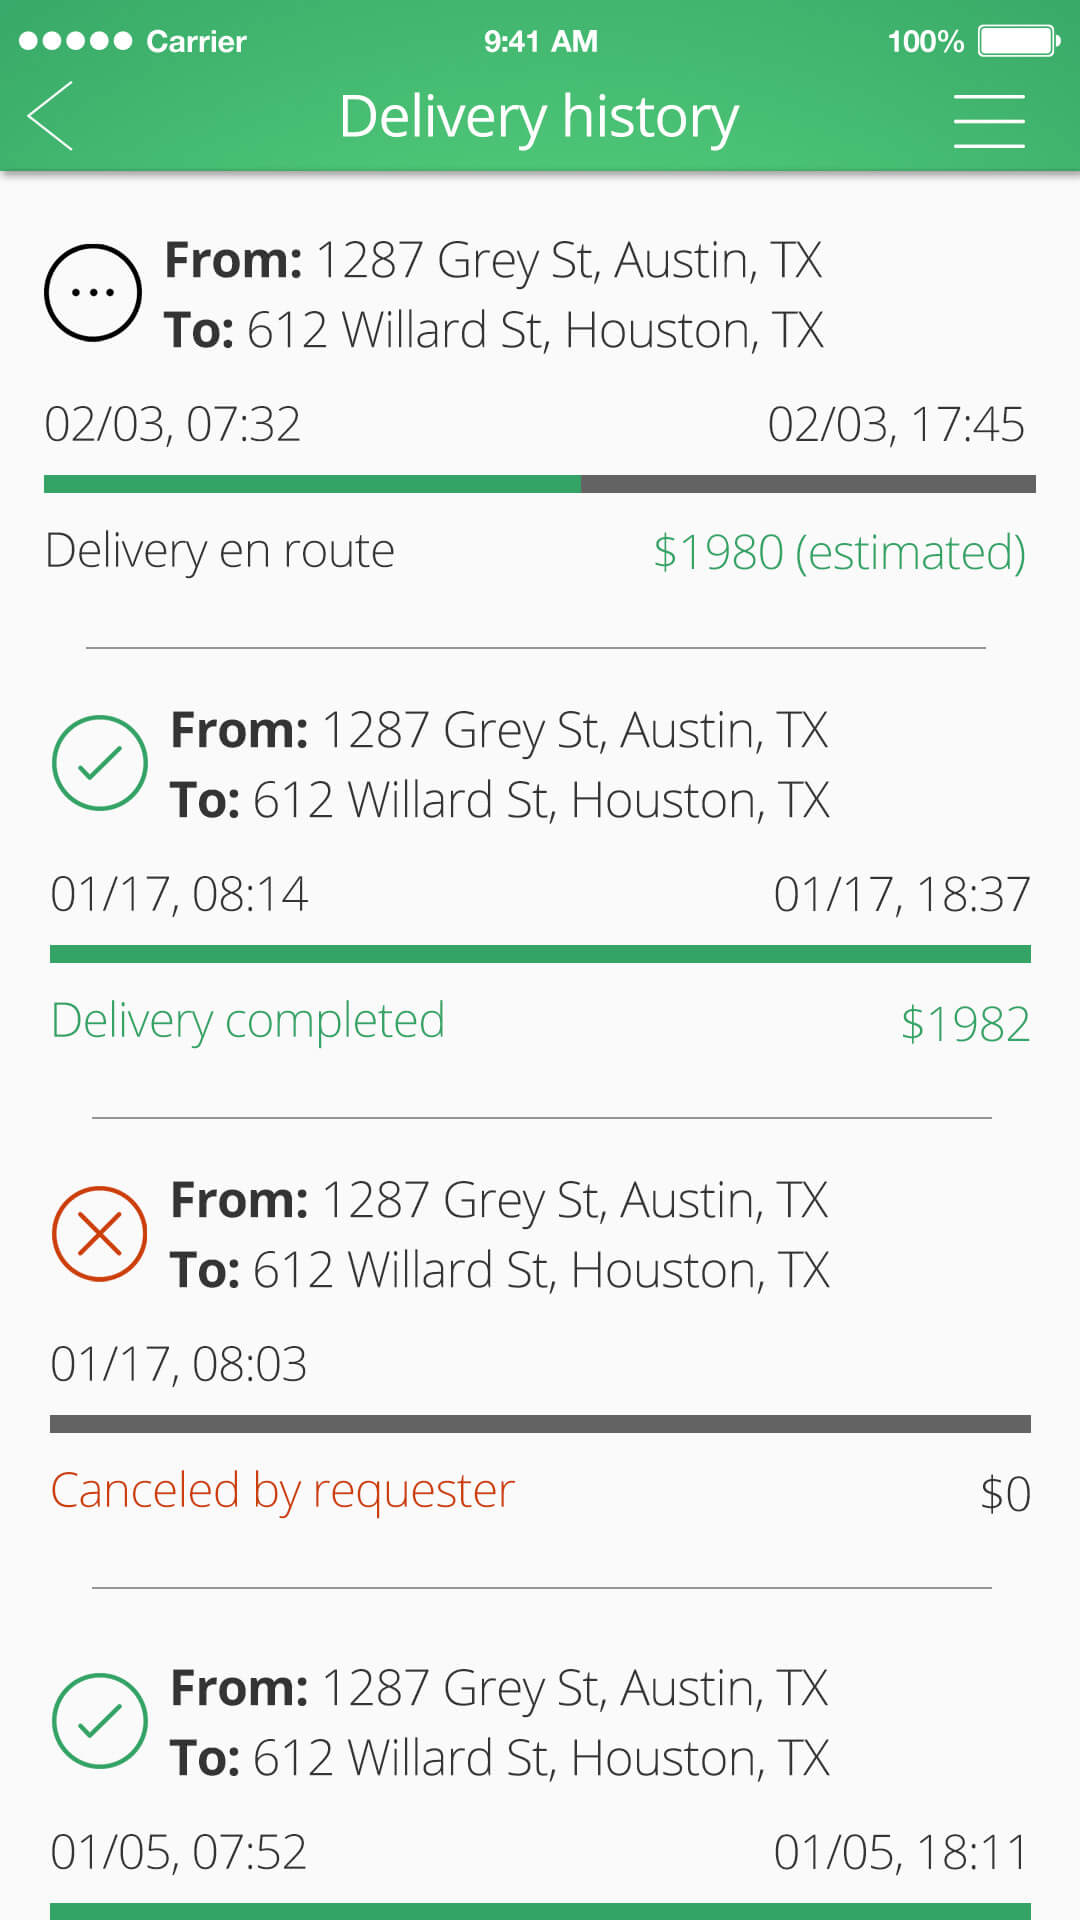 Carrier 9:41 AM 100%
Delivery history
From: 1287 Grey St, Austin, TX
To: 612 Willard St, Houston, TX
02/03, 07:32 02/03, 17:45
Delivery en route $1980 (estimated)
From: 1287 Grey St, Austin, TX
To: 612 Willard St, Houston, TX
01/17, 08:14 01/17, 18:37
Delivery completed $1982
From: 1287 Grey St, Austin, TX
To: 612 Willard St, Houston, TX
01/17, 08:03
Canceled by requester $0
From: 1287 Grey St, Austin, TX
To: 612 Willard St, Houston, TX
01/05, 07:52 01/05, 18:11